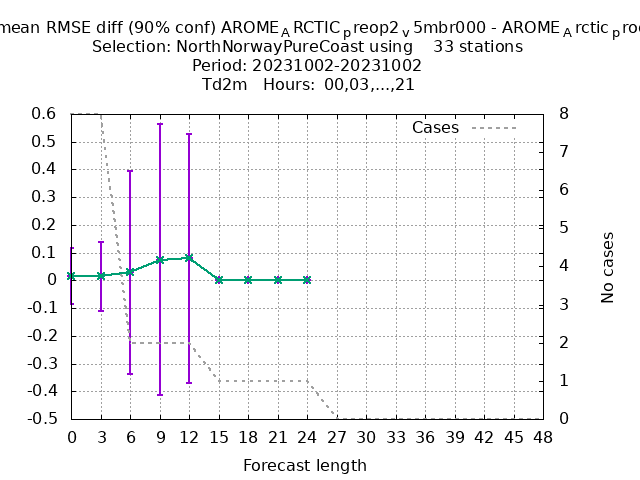 mean RMSE diff (90% conf) AROME_ARCTIC_preop2_v5mbr000 - AROME_Arctic_pro
Selection: NorthNorwayPureCoast using 33 stations
Period: 20231002-20231002
Td2m Hours: 00,03,...,21
Cases
0.6
0.5
0.4
0.3
0.2
0.1
0
-0.1
-0.2
-0.3
-0.4
-0.5
8
7
6
5
4
3
2
1
0
No cases
0 3 6 9 12 15 18 21 24 27 30 33 36 39 42 45 48
Forecast length